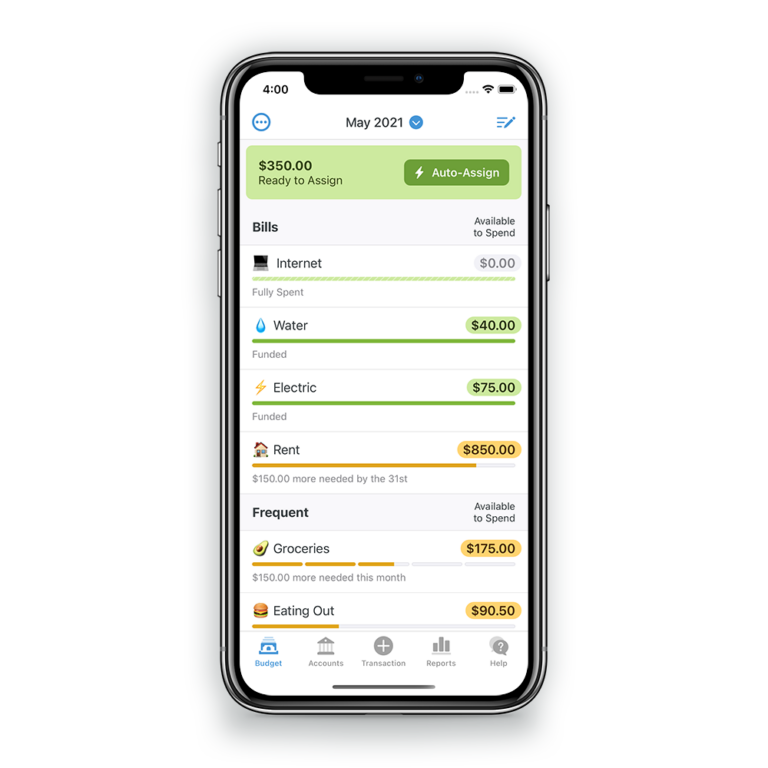 4:00
May 2021
$350.00
Ready to Assign
Auto-Assign
Bills
Available
to Spend
Internet
$0.00
Fully Spent
Water
$40.00
Funded
Electric
$75.00
Funded
Rent
$850.00
$150.00 more needed by the 31st
Frequent
Available
to Spend
Groceries
$175.00
$150.00 more needed this month
Eating Out
$90.50
Budget
Accounts
Transaction
Reports
Help